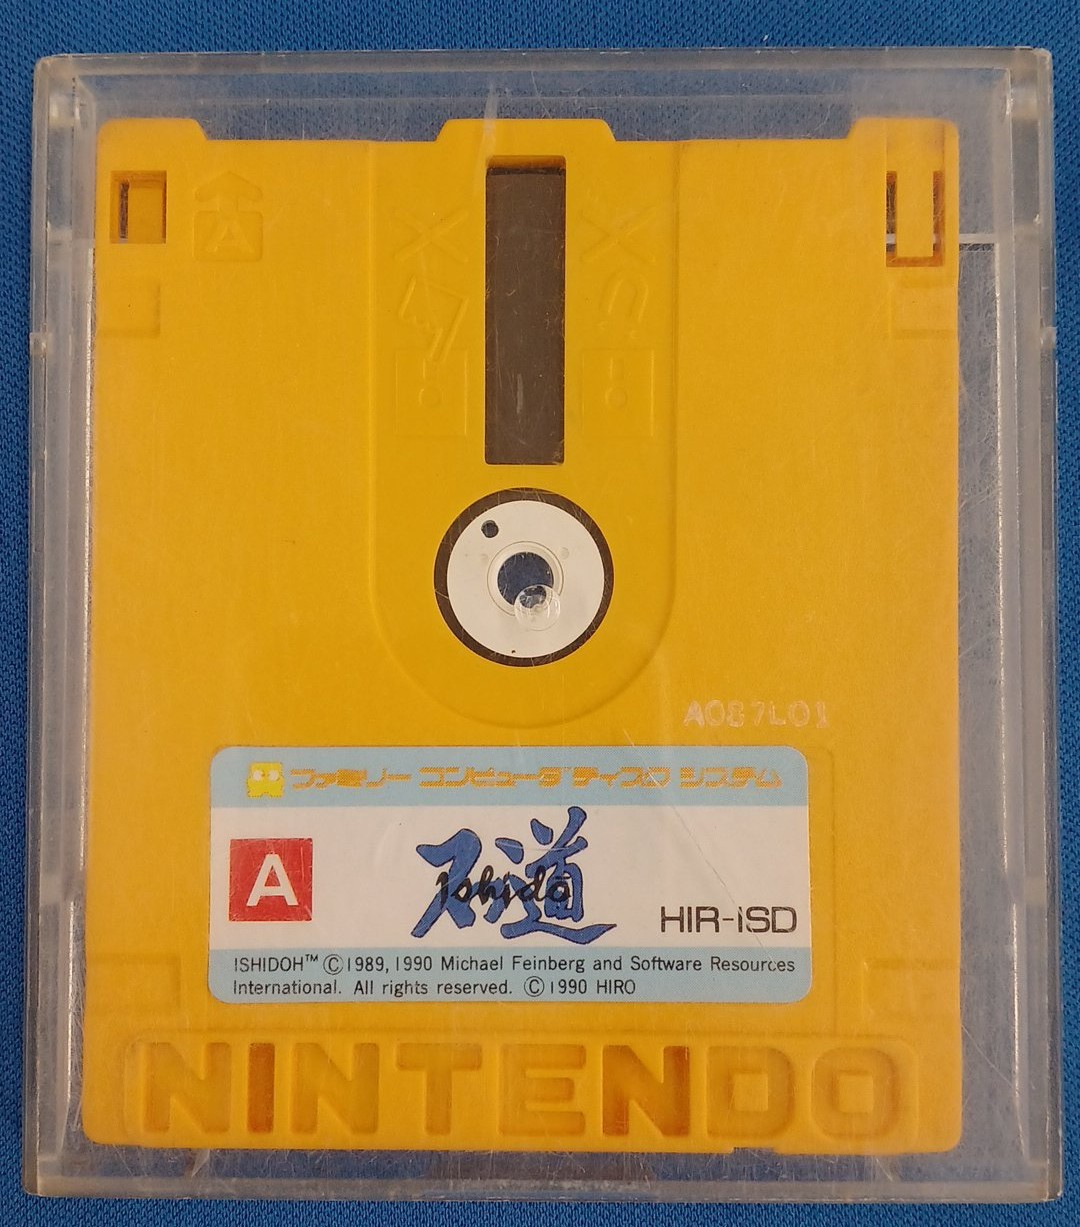 A
A087L01
ファミリー コンピュータ ディスク システム
A
石道
Ishido
HIR-ISD
ISHIDOH™ ©1989, 1990 Michael Feinberg and Software Resources
International. All rights reserved. ©1990 HIRO
NINTENDO